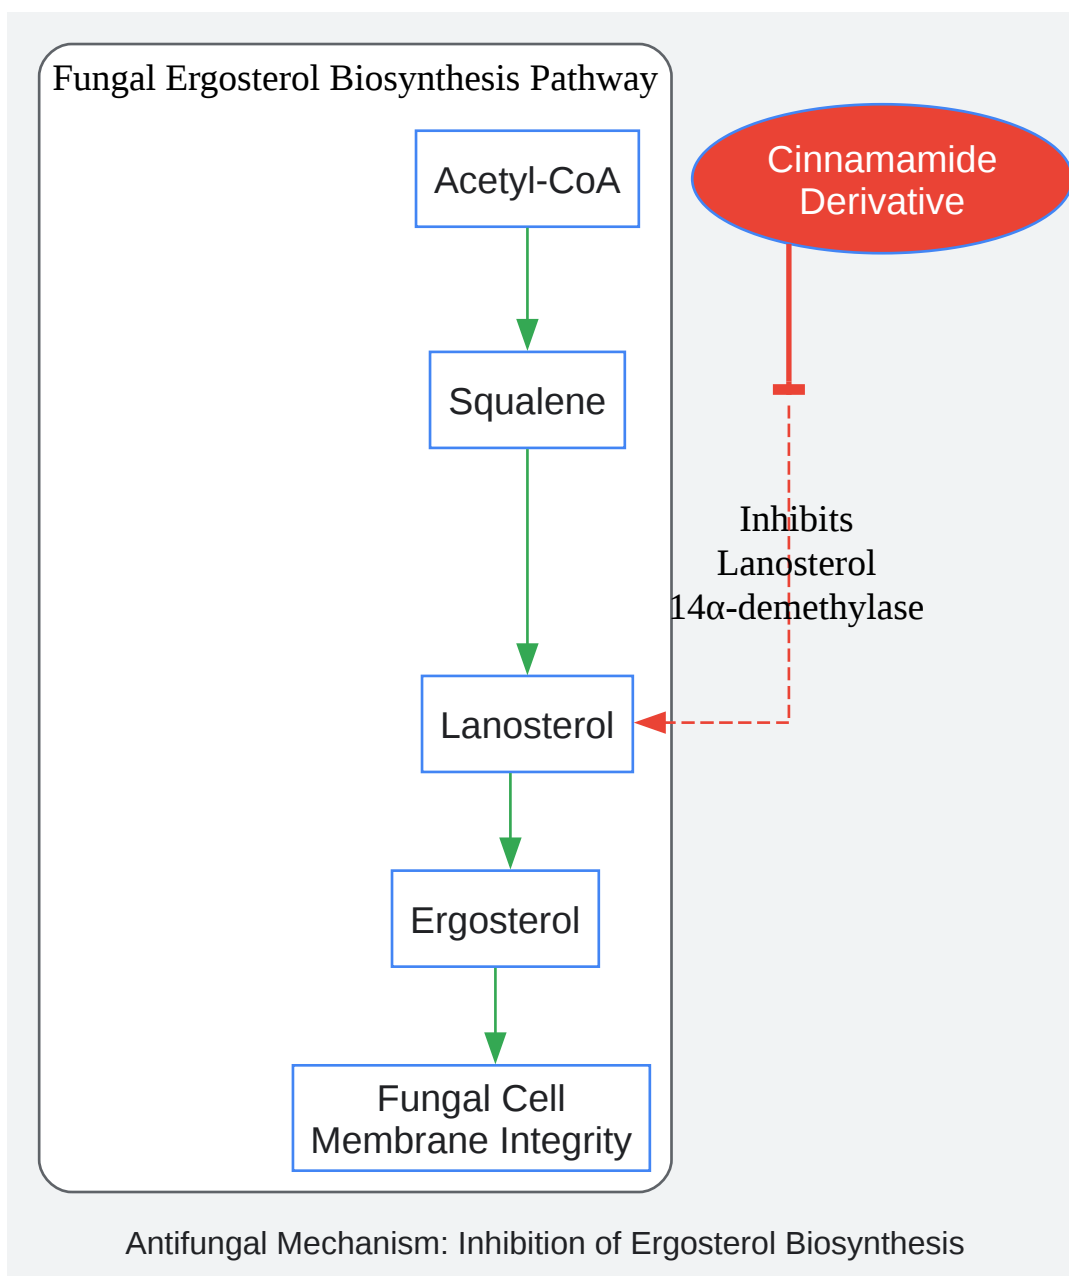 Fungal Ergosterol Biosynthesis Pathway
Acetyl-CoA
Cinnamamide
Derivative
Squalene
Inhibits
Lanosterol
14α-demethylase
Lanosterol
Ergosterol
Fungal Cell
Membrane Integrity
Antifungal Mechanism: Inhibition of Ergosterol Biosynthesis